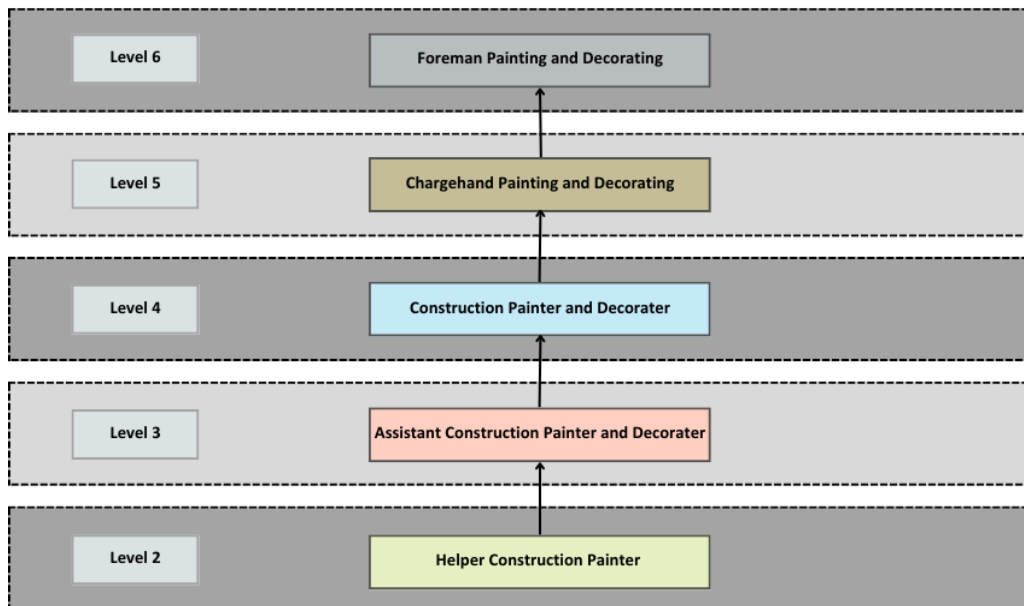 Level 6
Foreman Painting and Decorating
Level 5
Chargehand Painting and Decorating
Level 4
Construction Painter and Decorater
Level 3
Assistant Construction Painter and Decorater
Level 2
Helper Construction Painter